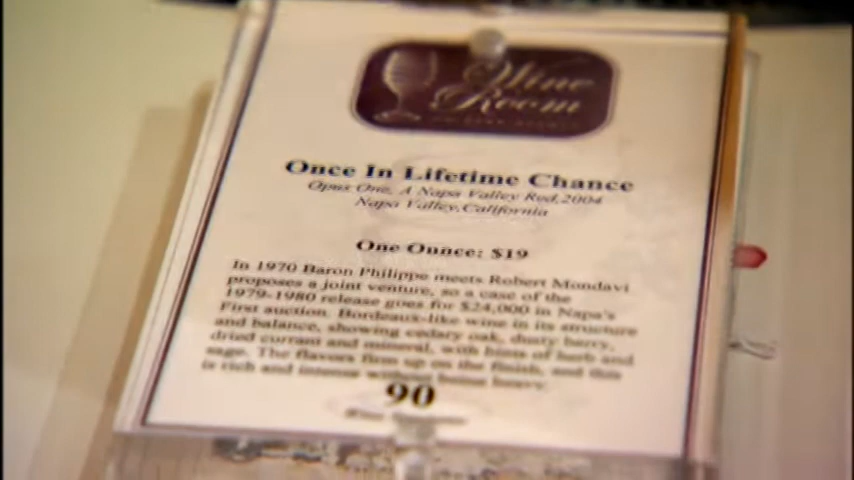 Wine
Room
Once In Lifetime Chance
Opus One, A Napa Valley Red,2004
Napa Valley,California
One Ounce: $19
In 1970 Baron Philippe meets Robert Mondavi
proposes a joint venture, so a case of the
1979-1980 release goes for $24,000 in Napa's
First auction. Bordeaux-like wine in its structure
and balance, showing cedary oak, dusty berry,
dried currant and mineral, with hints of herb and
sage. The flavors firm up on the finish, and this
is rich and intense without being heavy.
90
Wine